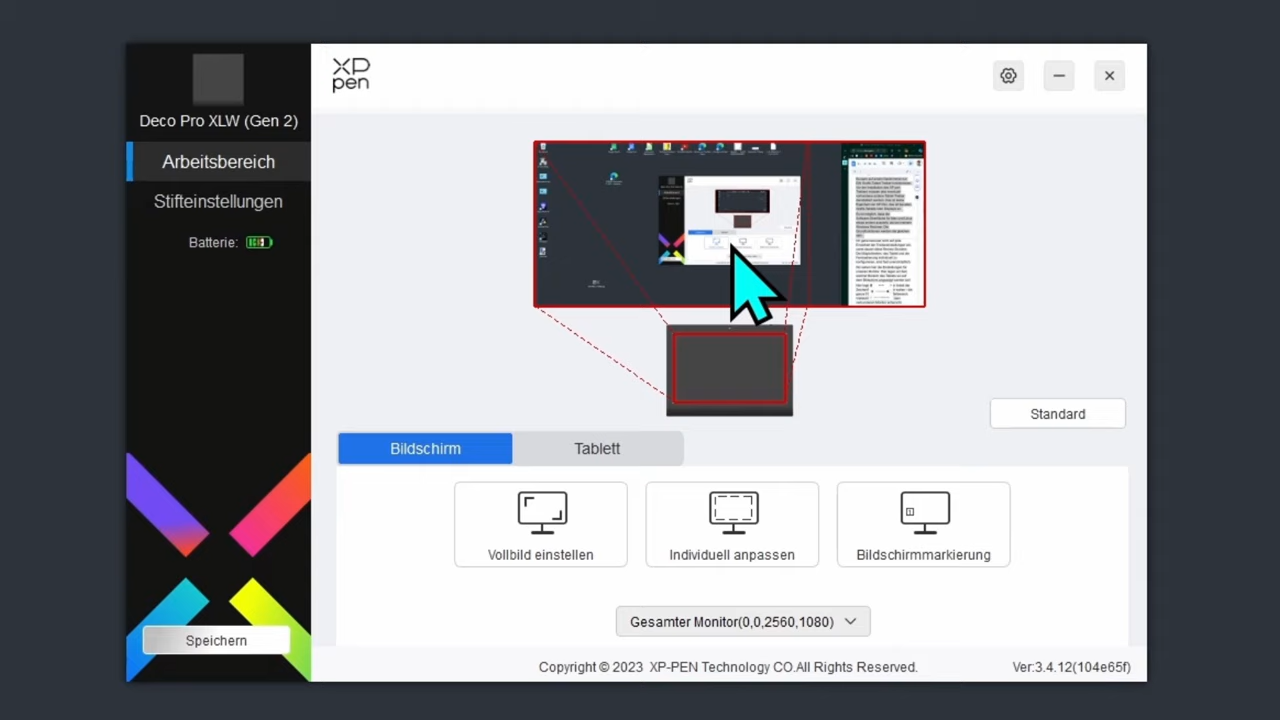 XP
pen
Deco Pro XLW (Gen 2)
Arbeitsbereich
Stifteinstellungen
Batterie:
Standard
Bildschirm
Tablett
Vollbild einstellen
Individuell anpassen
Bildschirmmarkierung
Gesamter Monitor(0,0,2560,1080)
Speichern
Copyright © 2023 XP-PEN Technology CO.All Rights Reserved.
Ver:3.4.12(104e65f)